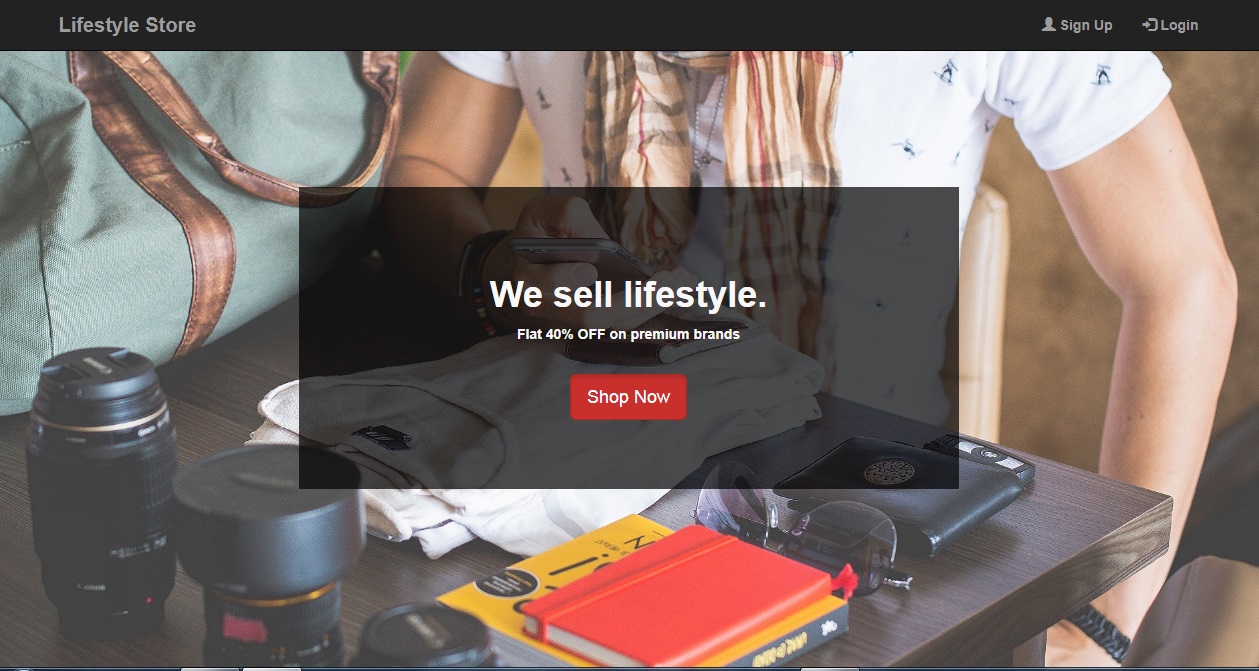 Lifestyle Store
Sign Up
Login
We sell lifestyle.
Flat 40% OFF on premium brands
Shop Now